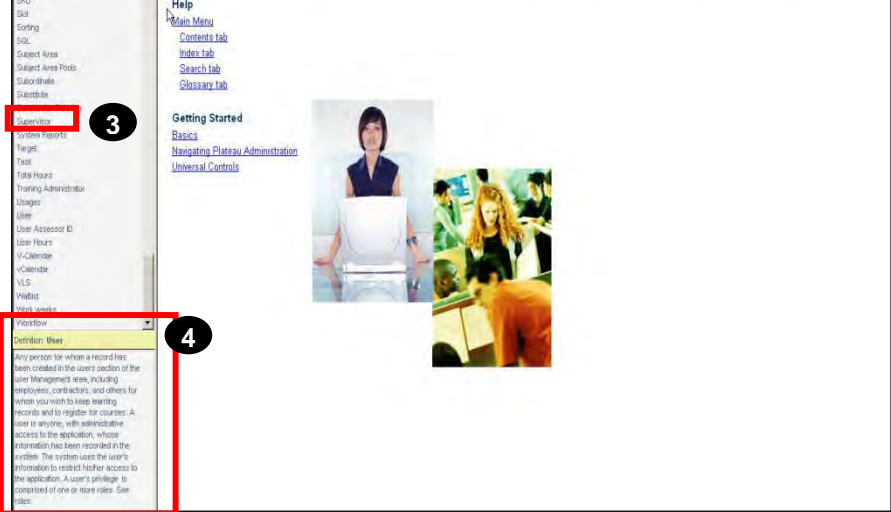 SKU
Slot
Sorting
SQL
Subject Area
Subject Area Pools
Subordinate
Substitute
Supervisor
System Reports
Target
Task
Total Hours
Training Administrator
Usages
User
User Assessor ID
User Hours
V-Calendar
vCalendar
VLS
Waitlist
Work weeks
Workflow
3
4
Definition: User
Any person for whom a record has
been created in the users section of the
user Management area, including
employees, contractors, and others for
whom you wish to keep learning
records and to register for courses. A
user is anyone, with administrative
access to the application, whose
information has been recorded in the
system. The system uses the user's
information to restrict his/her access to
the application. A user's privilege is
comprised of one or more roles. See
roles.
Help
Main Menu
Contents tab
Index tab
Search tab
Glossary tab
Getting Started
Basics
Navigating Plateau Administration
Universal Controls